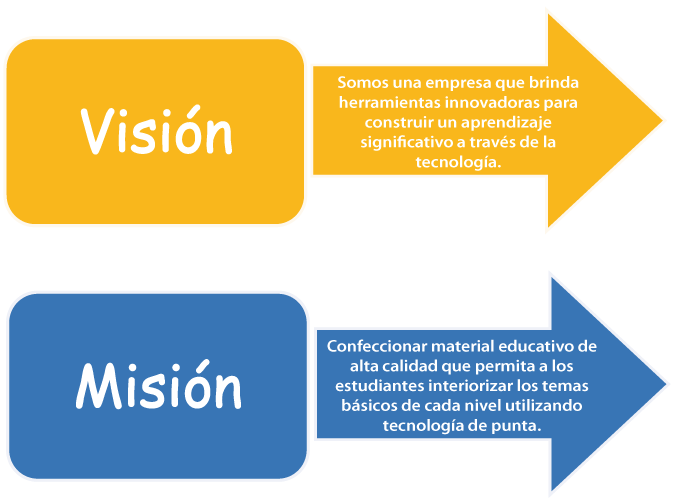 Visión
Somos una empresa que brinda
herramientas innovadoras para
construir un aprendizaje
significativo a través de la
tecnología.
Misión
Confeccionar material educativo de
alta calidad que permita a los
estudiantes interiorizar los temas
básicos de cada nivel utilizando
tecnología de punta.